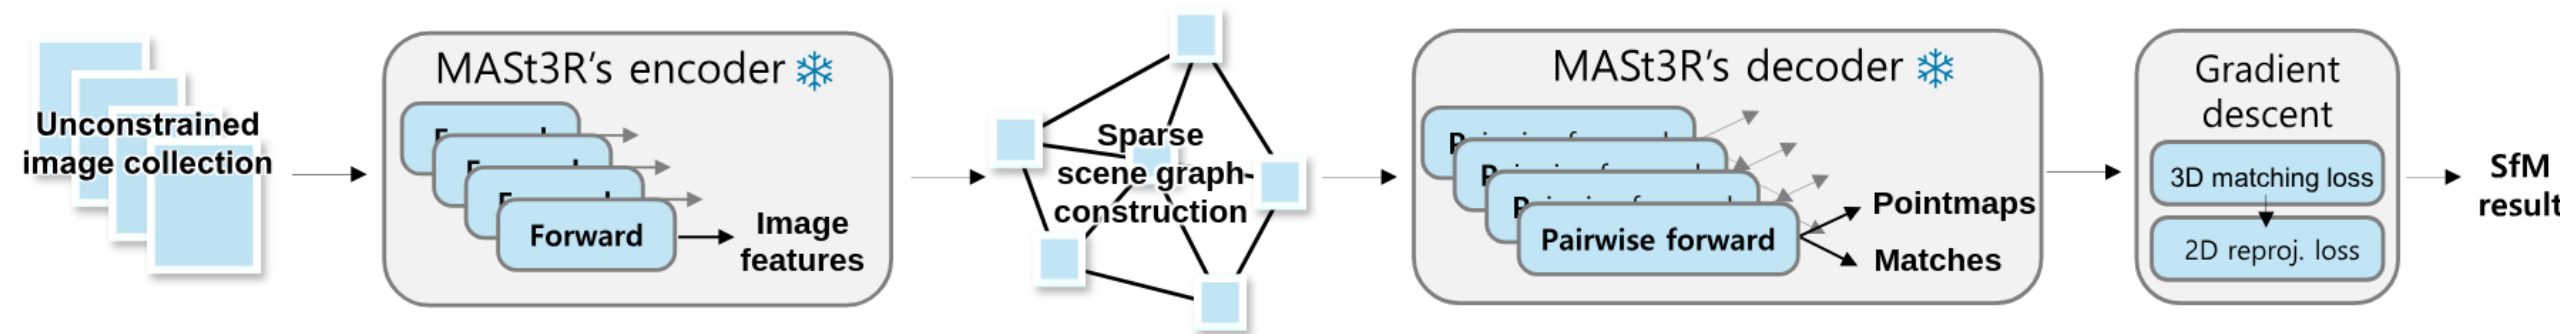 Unconstrained
image collection
MASt3R's encoder
Forward
Image
features
Sparse
scene graph
construction
MASt3R's decoder
Pairwise forward
Pointmaps
Matches
Gradient
descent
3D matching loss
2D reproj. loss
SfM
result